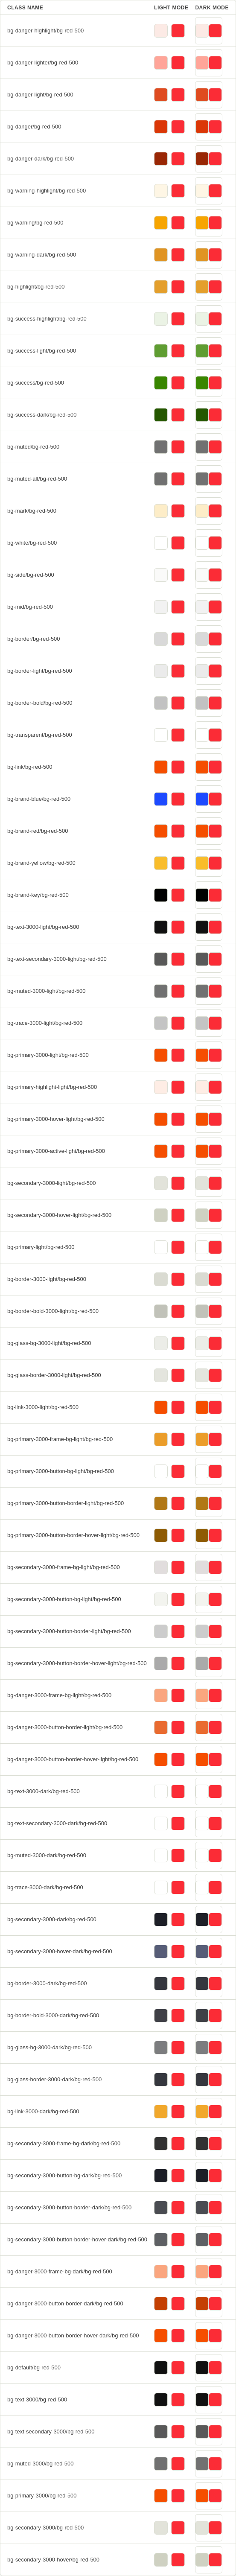 CLASS NAME LIGHT MODE DARK MODE
bg-danger-highlight/bg-red-500
bg-danger-lighter/bg-red-500
bg-danger-light/bg-red-500
bg-danger/bg-red-500
bg-danger-dark/bg-red-500
bg-warning-highlight/bg-red-500
bg-warning/bg-red-500
bg-warning-dark/bg-red-500
bg-highlight/bg-red-500
bg-success-highlight/bg-red-500
bg-success-light/bg-red-500
bg-success/bg-red-500
bg-success-dark/bg-red-500
bg-muted/bg-red-500
bg-muted-alt/bg-red-500
bg-mark/bg-red-500
bg-white/bg-red-500
bg-side/bg-red-500
bg-mid/bg-red-500
bg-border/bg-red-500
bg-border-light/bg-red-500
bg-border-bold/bg-red-500
bg-transparent/bg-red-500
bg-link/bg-red-500
bg-brand-blue/bg-red-500
bg-brand-red/bg-red-500
bg-brand-yellow/bg-red-500
bg-brand-key/bg-red-500
bg-text-3000-light/bg-red-500
bg-text-secondary-3000-light/bg-red-500
bg-muted-3000-light/bg-red-500
bg-trace-3000-light/bg-red-500
bg-primary-3000-light/bg-red-500
bg-primary-highlight-light/bg-red-500
bg-primary-3000-hover-light/bg-red-500
bg-primary-3000-active-light/bg-red-500
bg-secondary-3000-light/bg-red-500
bg-secondary-3000-hover-light/bg-red-500
bg-primary-light/bg-red-500
bg-border-3000-light/bg-red-500
bg-border-bold-3000-light/bg-red-500
bg-glass-bg-3000-light/bg-red-500
bg-glass-border-3000-light/bg-red-500
bg-link-3000-light/bg-red-500
bg-primary-3000-frame-bg-light/bg-red-500
bg-primary-3000-button-bg-light/bg-red-500
bg-primary-3000-button-border-light/bg-red-500
bg-primary-3000-button-border-hover-light/bg-red-500
bg-secondary-3000-frame-bg-light/bg-red-500
bg-secondary-3000-button-bg-light/bg-red-500
bg-secondary-3000-button-border-light/bg-red-500
bg-secondary-3000-button-border-hover-light/bg-red-500
bg-danger-3000-frame-bg-light/bg-red-500
bg-danger-3000-button-border-light/bg-red-500
bg-danger-3000-button-border-hover-light/bg-red-500
bg-text-3000-dark/bg-red-500
bg-text-secondary-3000-dark/bg-red-500
bg-muted-3000-dark/bg-red-500
bg-trace-3000-dark/bg-red-500
bg-secondary-3000-dark/bg-red-500
bg-secondary-3000-hover-dark/bg-red-500
bg-border-3000-dark/bg-red-500
bg-border-bold-3000-dark/bg-red-500
bg-glass-bg-3000-dark/bg-red-500
bg-glass-border-3000-dark/bg-red-500
bg-link-3000-dark/bg-red-500
bg-secondary-3000-frame-bg-dark/bg-red-500
bg-secondary-3000-button-bg-dark/bg-red-500
bg-secondary-3000-button-border-dark/bg-red-500
bg-secondary-3000-button-border-hover-dark/bg-red-500
bg-danger-3000-frame-bg-dark/bg-red-500
bg-danger-3000-button-border-dark/bg-red-500
bg-danger-3000-button-border-hover-dark/bg-red-500
bg-default/bg-red-500
bg-text-3000/bg-red-500
bg-text-secondary-3000/bg-red-500
bg-muted-3000/bg-red-500
bg-primary-3000/bg-red-500
bg-secondary-3000/bg-red-500
bg-secondary-3000-hover/bg-red-500